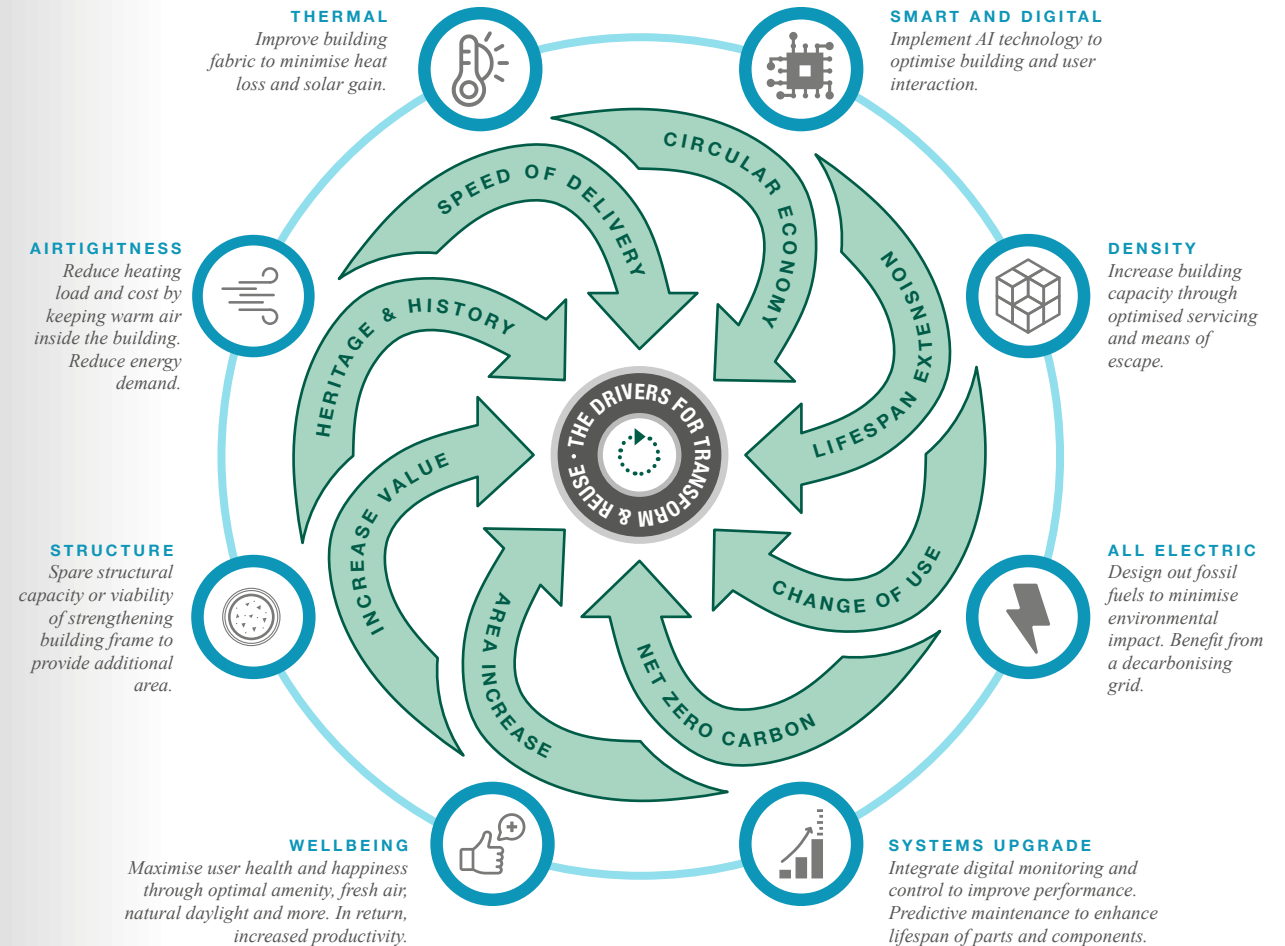 THERMAL
Improve building
fabric to minimise heat
loss and solar gain.
SMART AND DIGITAL
Implement AI technology to
optimise building and user
interaction.
AIRTIGHTNESS
Reduce heating
load and cost by
keeping warm air
inside the building.
Reduce energy
demand.
DENSITY
Increase building
capacity through
optimised servicing
and means of
escape.
STRUCTURE
Spare structural
capacity or viability
of strengthening
building frame to
provide additional
area.
ALL ELECTRIC
Design out fossil
fuels to minimise
environmental
impact. Benefit from
a decarbonising
grid.
WELLBEING
Maximise user health and happiness
through optimal amenity, fresh air,
natural daylight and more. In return,
increased productivity.
SYSTEMS UPGRADE
Integrate digital monitoring and
control to improve performance.
Predictive maintenance to enhance
lifespan of parts and components.
SPEED OF DELIVERY
CIRCULAR ECONOMY
LIFESPAN EXTENSION
CHANGE OF USE
NET ZERO CARBON
AREA INCREASE
INCREASE VALUE
HERITAGE & HISTORY
THE DRIVERS FOR TRANSFORM & REUSE •